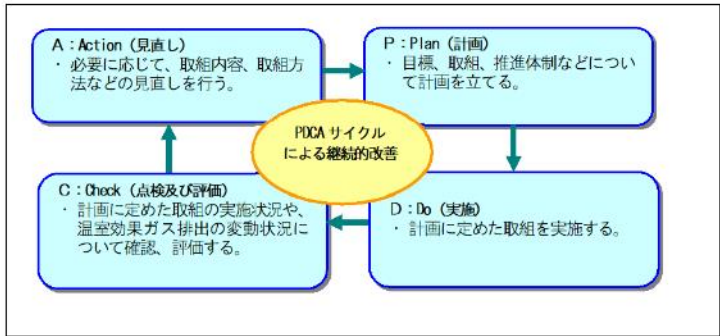 A：Action（見直し）
・ 必要に応じて、取組内容、取組方
法などの見直しを行う。
P：Plan（計画）
・ 目標、取組、推進体制などについ
て計画を立てる。
PDCA サイクル
による継続的改善
C：Check（点検及び評価）
・ 計画に定めた取組の実施状況や、
温室効果ガス排出の変動状況に
ついて確認、評価する。
D：Do（実施）
・ 計画に定めた取組を実施する。